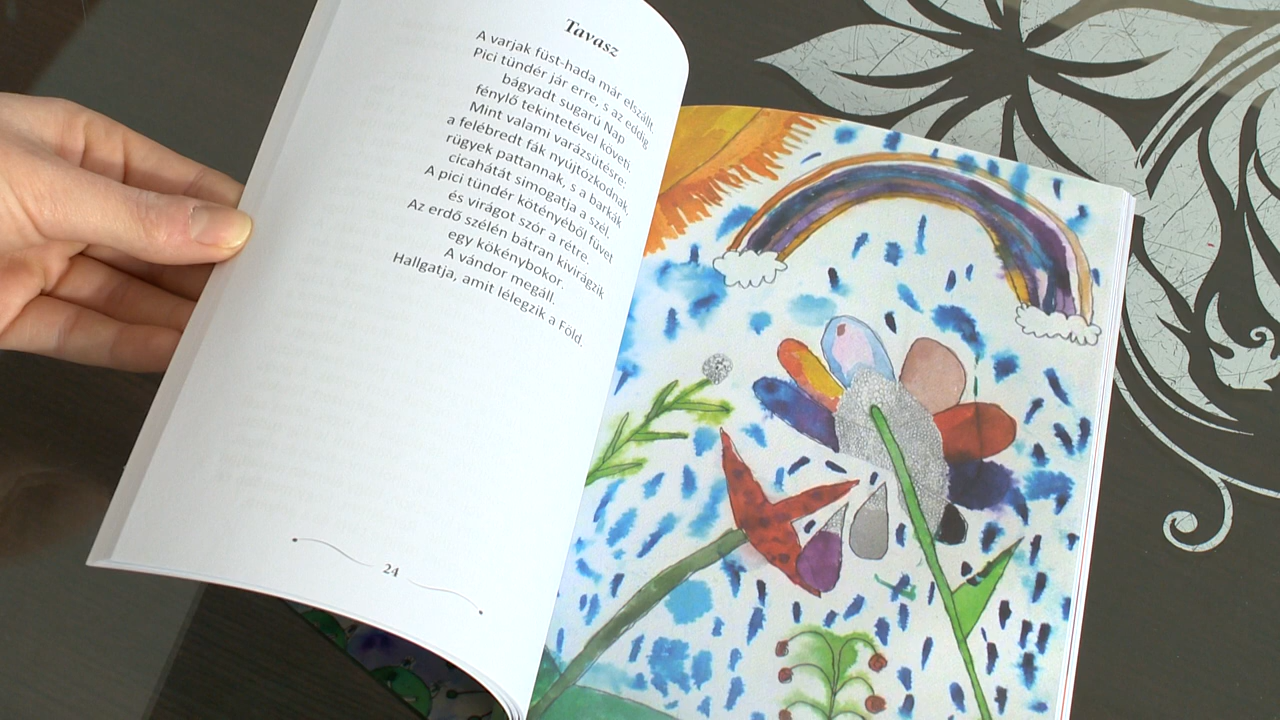 Tavasz
A varjak füst-hada már elszállt.
Pici tündér jár erre, s az eddig
bágyadt sugarú Nap
fénylő tekintetével követi
Mint valami varázsütésre:
a felébredt fák nyújtózkodnak,
rügyek pattannak, s a barkák
cicahátát simogatja a szél.
A pici tündér kötényéből füvet
és virágot szór a rétre.
Az erdő szélén bátran kivirágzik
egy kökénybokor.
A vándor megáll.
Hallgatja, amit lélegzik a Föld.
24